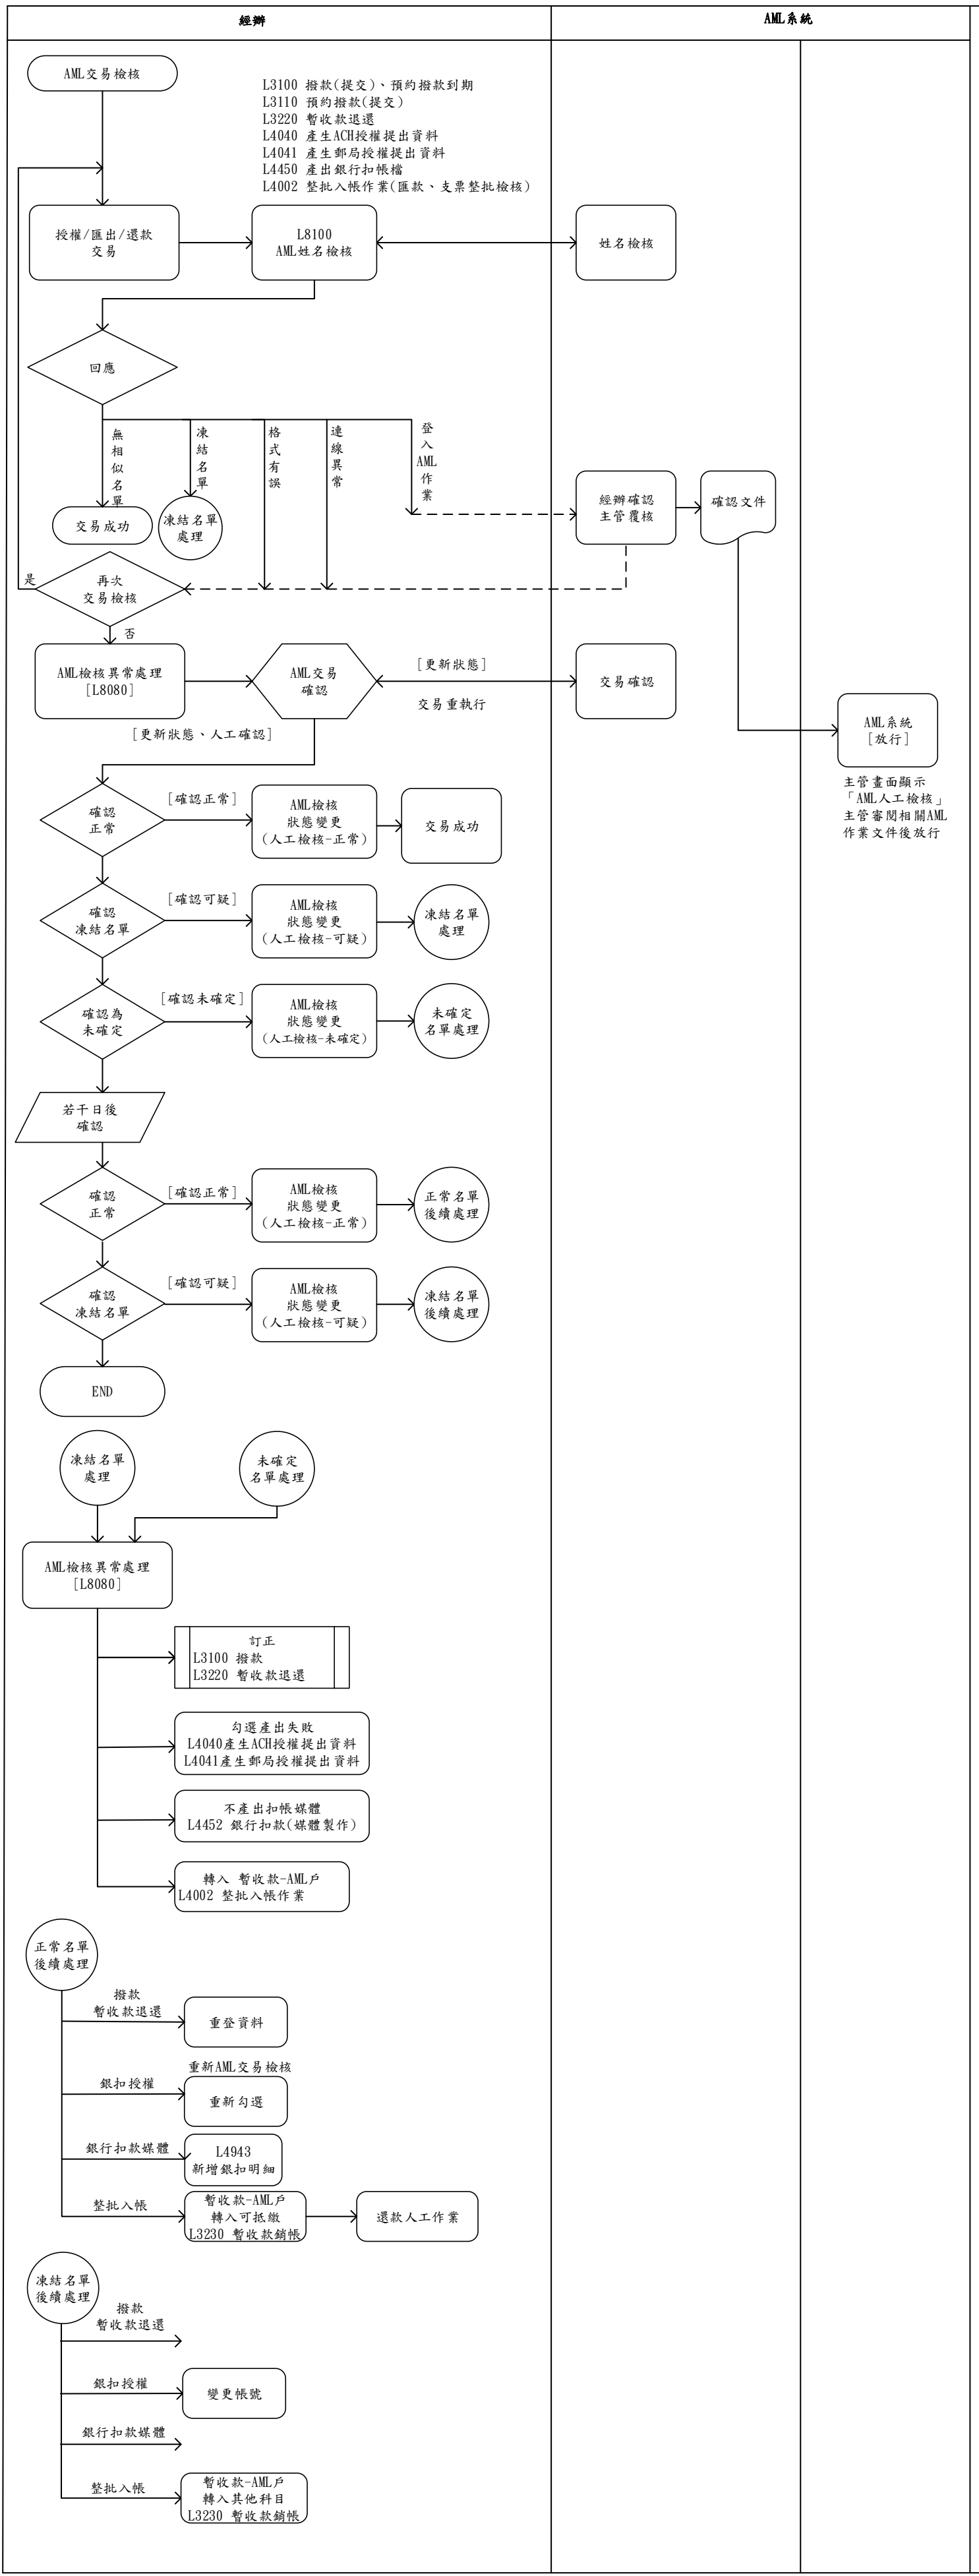 經辦
AML系統
AML交易檢核
L3100 撥款(提交)、預約撥款到期
L3110 預約撥款(提交)
L3220 暫收款退還
L4040 產生ACH授權提出資料
L4041 產生郵局授權提出資料
L4450 產出銀行扣帳檔
L4002 整批入帳作業(匯款、支票整批檢核)
授權/匯出/還款
交易
L8100
AML姓名檢核
姓名檢核
回應
無相似名單
凍結名單
格式有誤
連線異常
登入AML作業
交易成功
凍結名單
處理
經辦確認
主管覆核
確認文件
是
再次
交易檢核
否
AML檢核異常處理
[L8080]
AML交易
確認
[更新狀態]
交易重執行
交易確認
AML系統
[放行]
主管畫面顯示
「AML人工檢核」
主管審閱相關AML
作業文件後放行
[更新狀態、人工確認]
確認
正常
[確認正常]
AML檢核
狀態變更
(人工檢核-正常)
交易成功
確認
凍結名單
[確認可疑]
AML檢核
狀態變更
(人工檢核-可疑)
凍結名單
處理
確認為
未確定
[確認未確定]
AML檢核
狀態變更
(人工檢核-未確定)
未確定
名單處理
若干日後
確認
確認
正常
[確認正常]
AML檢核
狀態變更
(人工檢核-正常)
正常名單
後續處理
確認
凍結名單
[確認可疑]
AML檢核
狀態變更
(人工檢核-可疑)
凍結名單
後續處理
END
凍結名單
處理
未確定
名單處理
AML檢核異常處理
[L8080]
訂正
L3100 撥款
L3220 暫收款退還
勾選產出失敗
L4040產生ACH授權提出資料
L4041產生郵局授權提出資料
不產出扣帳媒體
L4452 銀行扣款(媒體製作)
轉入 暫收款-AML戶
L4002 整批入帳作業
正常名單
後續處理
撥款
暫收款退還
重登資料
重新AML交易檢核
銀扣授權
重新勾選
銀行扣款媒體
L4943
新增銀扣明細
整批入帳
暫收款-AML戶
轉入可抵繳
L3230 暫收款銷帳
還款人工作業
凍結名單
後續處理
撥款
暫收款退還
銀扣授權
變更帳號
銀行扣款媒體
整批入帳
暫收款-AML戶
轉入其他科目
L3230 暫收款銷帳